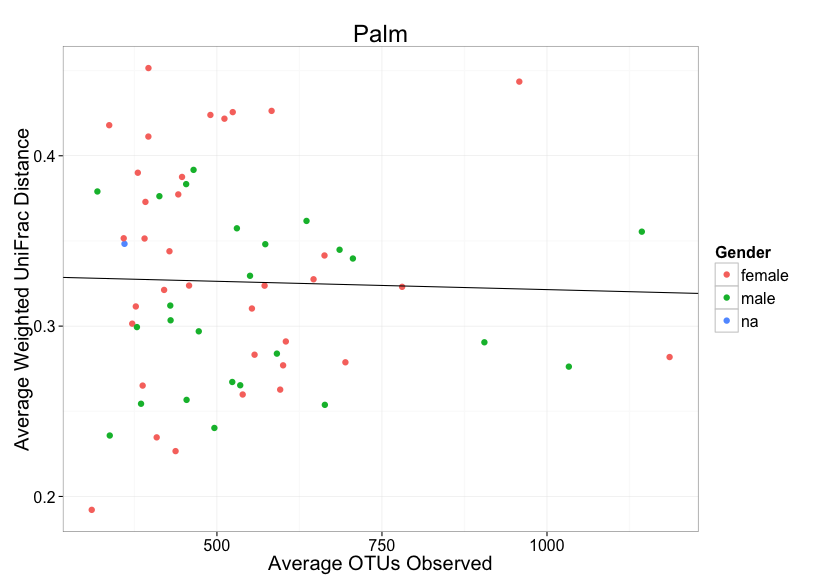 Palm
Average Weighted UniFrac Distance
0.4
0.3
0.2
500
750
1000
Average OTUs Observed
Gender
female
male
na